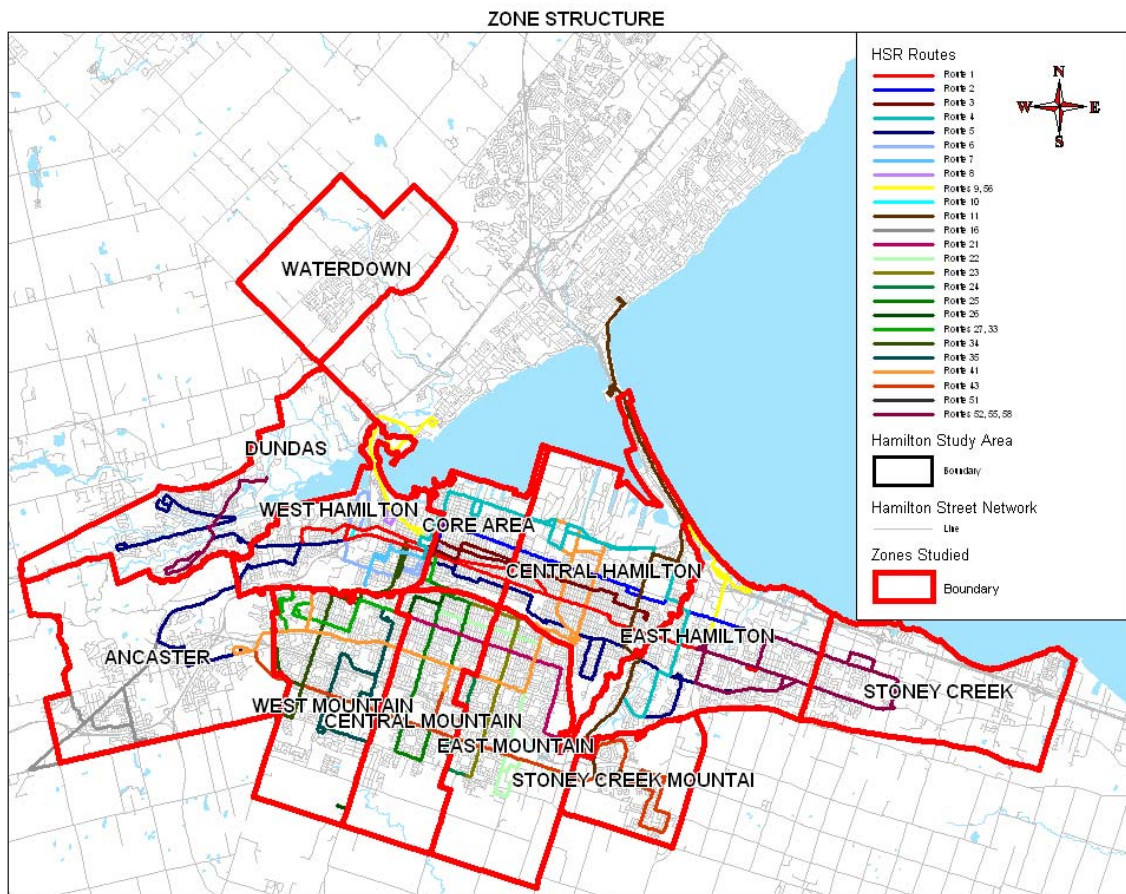 ZONE STRUCTURE
HSR Routes
Route 1
Route 2
Route 3
Route 4
Route 5
Route 6
Route 7
Route 8
Routes 9, 56
Route 10
Route 11
Route 16
Route 21
Route 22
Route 23
Route 24
Route 25
Route 26
Routes 27, 33
Route 34
Route 35
Route 41
Route 43
Route 51
Routes 52, 55, 58
Hamilton Study Area
Boundary
Hamilton Street Network
Line
Zones Studied
Boundary
N
W
E
S
WATERDOWN
DUNDAS
WEST HAMILTON
CORE AREA
CENTRAL HAMILTON
EAST HAMILTON
ANCASTER
STONEY CREEK
WEST MOUNTAIN
CENTRAL MOUNTAIN
EAST MOUNTAIN
STONEY CREEK MOUNTAI